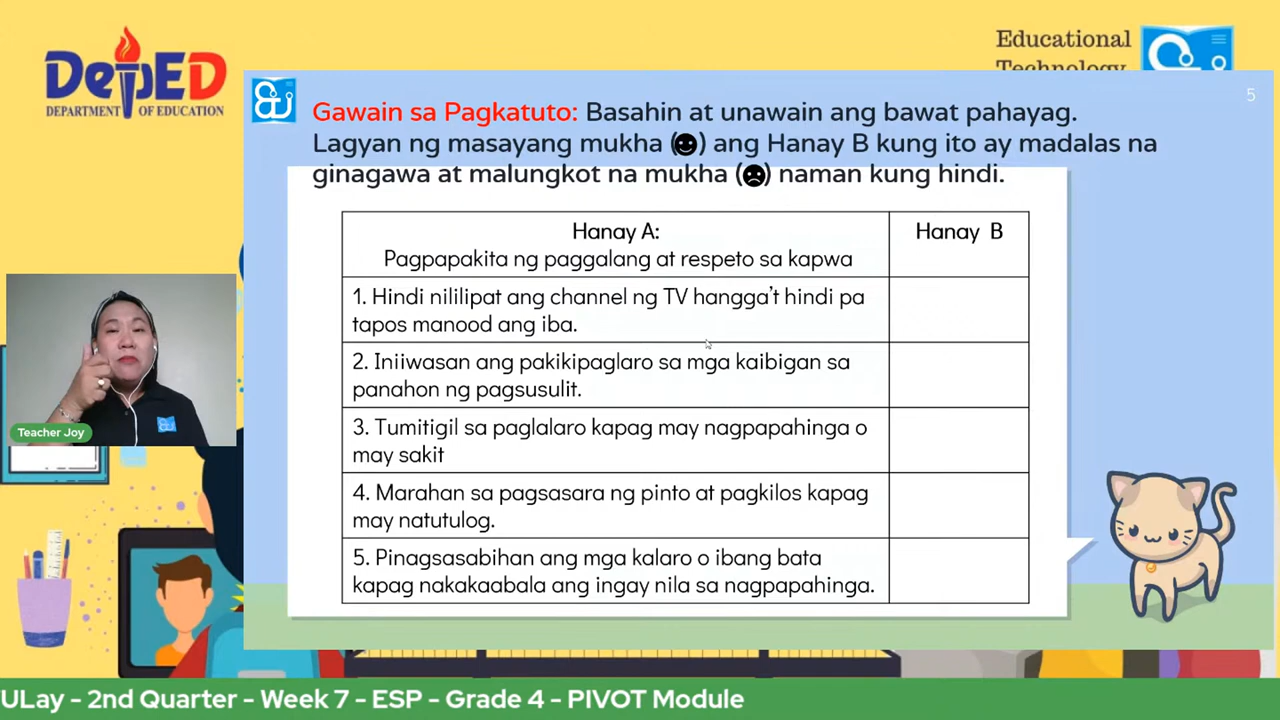 DepED
DEPARTMENT OF EDUCATION
Educational
Technology
5
Gawain sa Pagkatuto: Basahin at unawain ang bawat pahayag.
Lagyan ng masayang mukha (☻) ang Hanay B kung ito ay madalas na
ginagawa at malungkot na mukha (☹) naman kung hindi.
Hanay A:
Pagpapakita ng paggalang at respeto sa kapwa
Hanay B
1. Hindi nililipat ang channel ng TV hangga't hindi pa
tapos manood ang iba.
2. Iniiwasan ang pakikipaglaro sa mga kaibigan sa
panahon ng pagsusulit.
3. Tumitigil sa paglalaro kapag may nagpapahinga o
may sakit
4. Marahan sa pagsasara ng pinto at pagkilos kapag
may natutulog.
5. Pinagsasabihan ang mga kalaro o ibang bata
kapag nakakaabala ang ingay nila sa nagpapahinga.
Teacher Joy
ULay - 2nd Quarter - Week 7 - ESP - Grade 4 - PIVOT Module